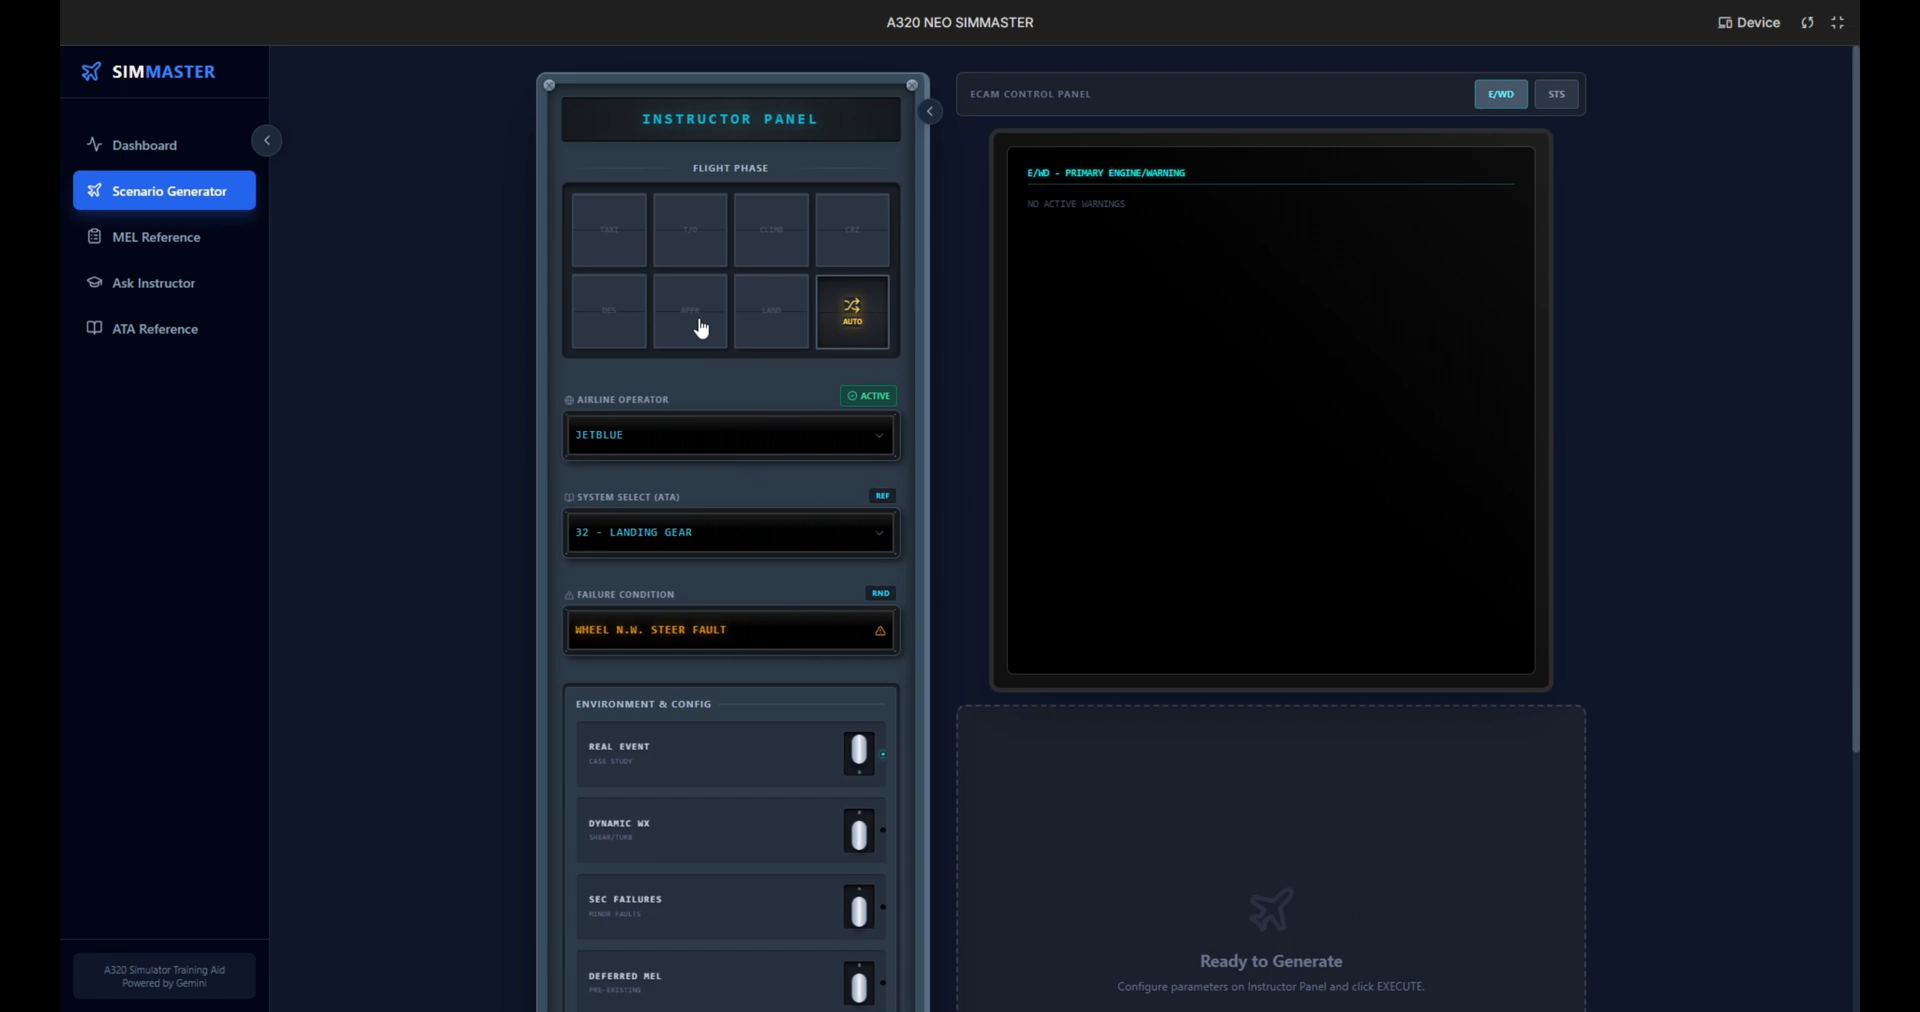 A320 NEO SIMMASTER
Device
SIMMASTER
Dashboard
Scenario Generator
MEL Reference
Ask Instructor
ATA Reference
A320 Simulator Training Aid
Powered by Gemini
INSTRUCTOR PANEL
FLIGHT PHASE
TAXI T/O CLIMB CRZ
DES APPR LAND AUTO
AIRLINE OPERATOR ACTIVE
JETBLUE
SYSTEM SELECT (ATA) REF
32 - LANDING GEAR
FAILURE CONDITION RND
WHEEL N.W. STEER FAULT
ENVIRONMENT & CONFIG
REAL EVENT
CASE STUDY
DYNAMIC WX
SHEAR/TURB
SEC FAILURES
MINOR FAULTS
DEFERRED MEL
PRE-EXISTING
ECAM CONTROL PANEL E/WD STS
E/WD - PRIMARY ENGINE/WARNING
NO ACTIVE WARNINGS
Ready to Generate
Configure parameters on Instructor Panel and click EXECUTE.